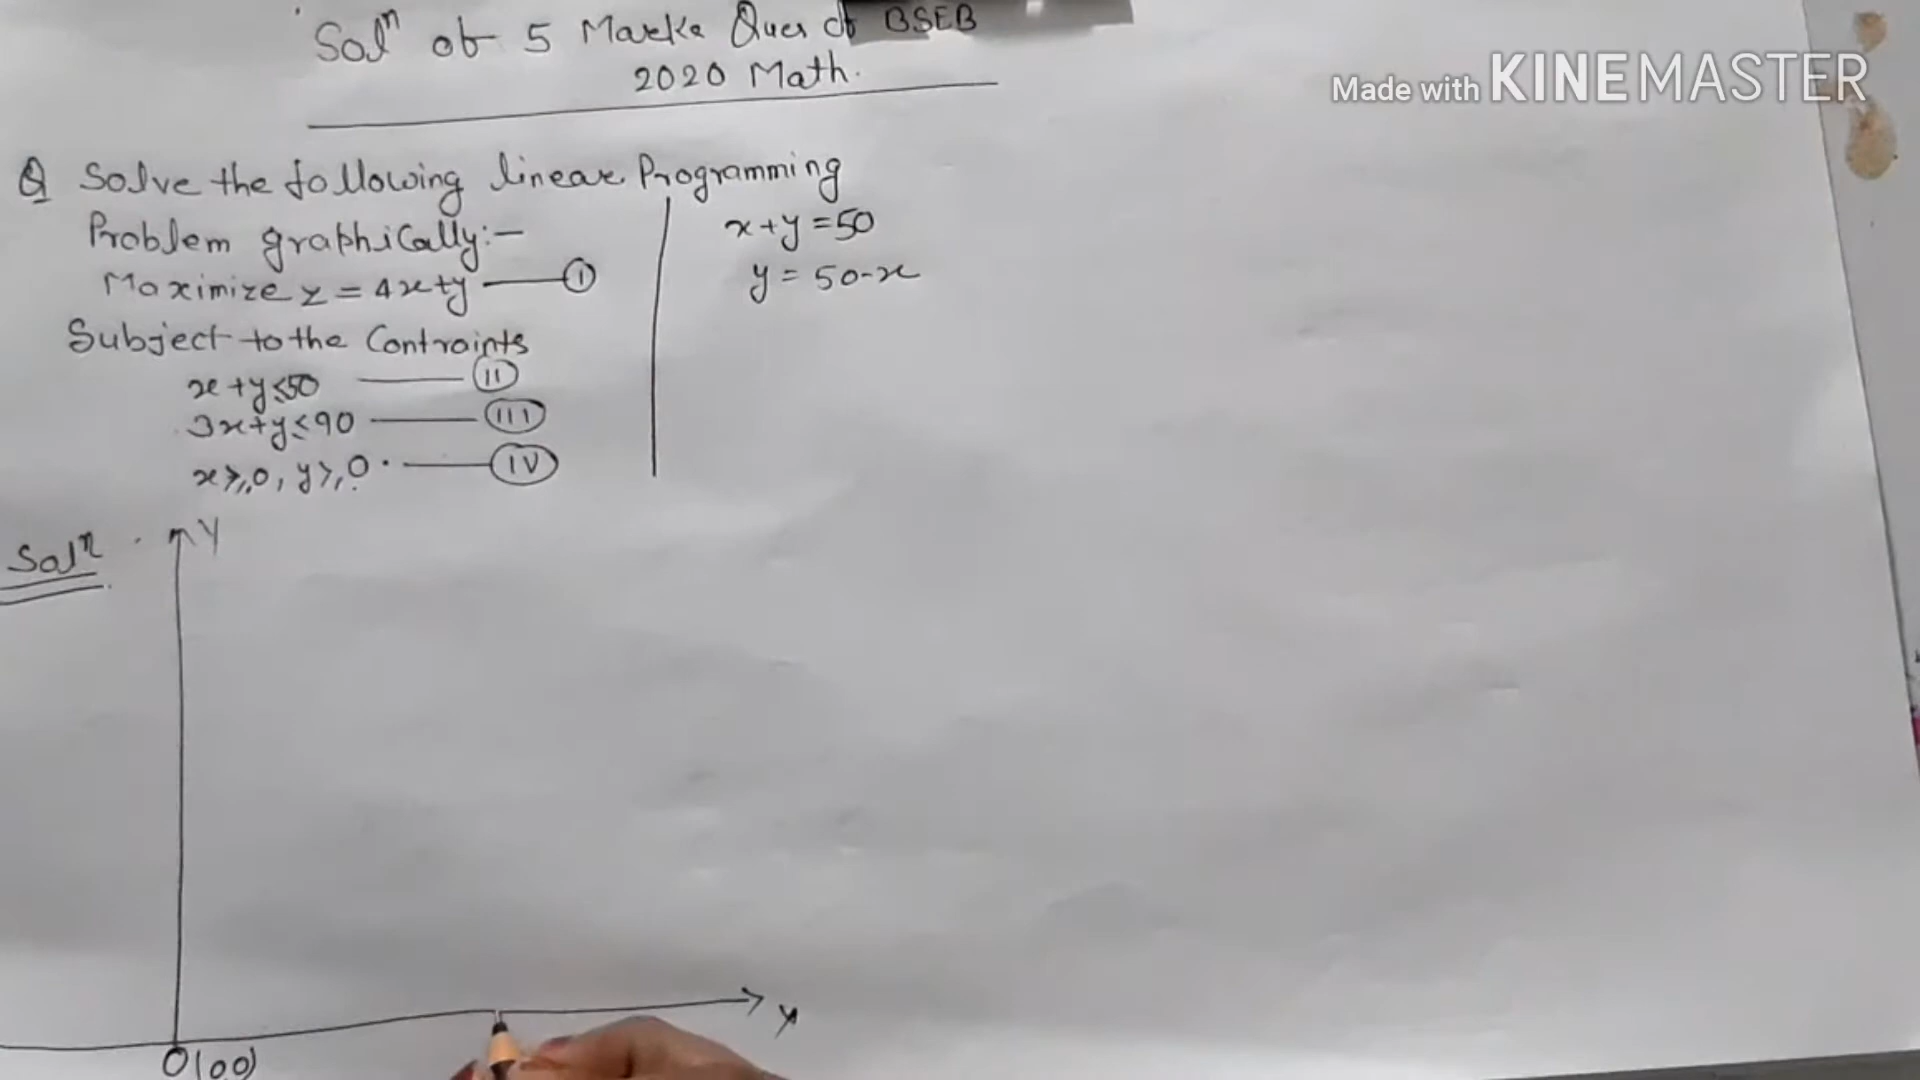 Solⁿ of 5 Marks Ques of BSEB
2020 Math.
Made with KINEMASTER
Q Solve the following linear Programming
Problem graphically:-
Maximize z = 4x+y —— I
Subject to the Contraints
x+y≤50 —— II
3x+y≤90 —— III
x≥0, y≥0. —— IV
x+y=50
y = 50-x
Solⁿ.
Y
X
O(0,0)